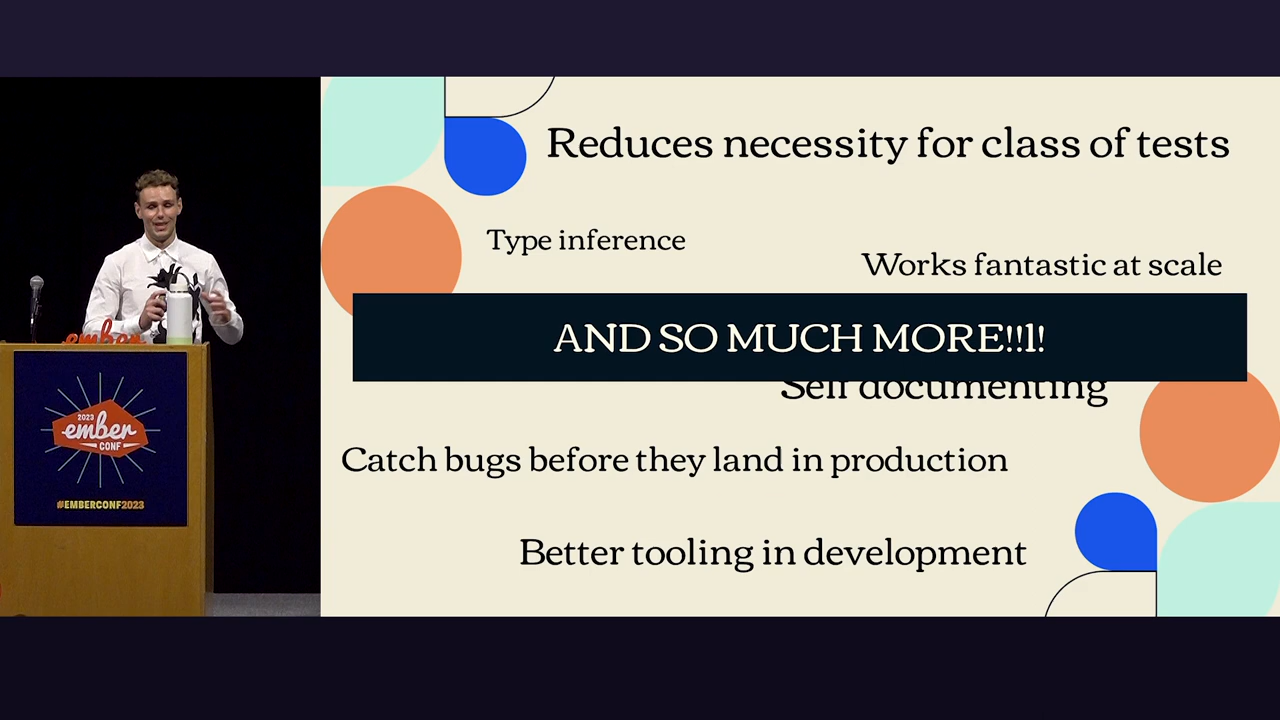 Reduces necessity for class of tests
Type inference
Works fantastic at scale
AND SO MUCH MORE!!1!
Self documenting
Catch bugs before they land in production
Better tooling in development
ember
2023
ember
CONF
#EMBERCONF2023